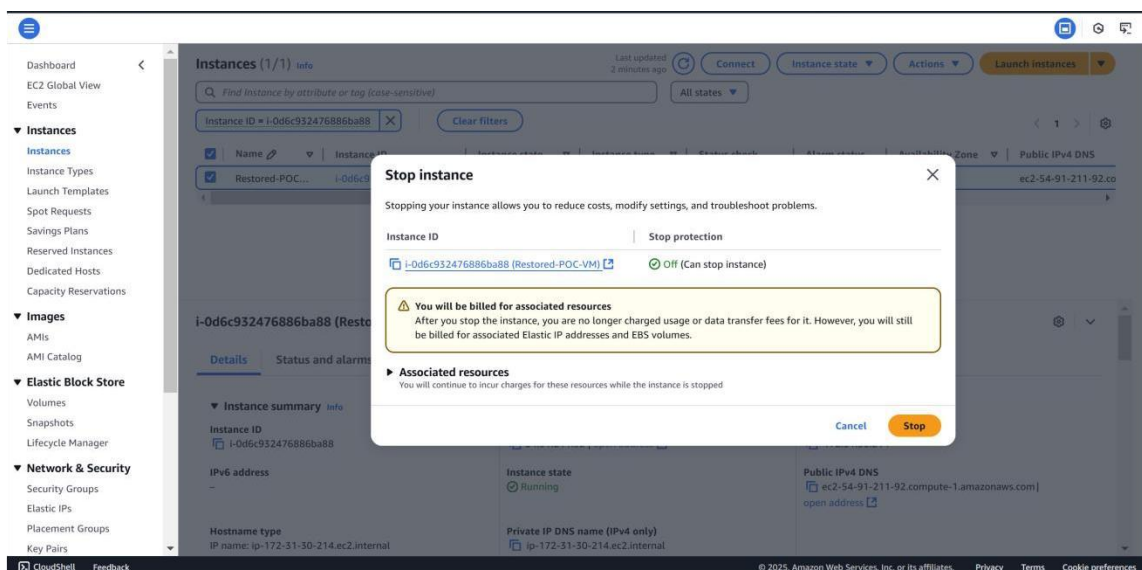 Dashboard
EC2 Global View
Events
Instances
Instances
Instance Types
Launch Templates
Spot Requests
Savings Plans
Reserved Instances
Dedicated Hosts
Capacity Reservations
Images
AMIs
AMI Catalog
Elastic Block Store
Volumes
Snapshots
Lifecycle Manager
Network & Security
Security Groups
Elastic IPs
Placement Groups
Key Pairs
Instances (1/1) Info
Last updated
2 minutes ago
Connect
Instance state
Actions
Launch instances
Find Instance by attribute or tag (case-sensitive)
All states
Instance ID = i-0d6c932476886ba88
Clear filters
1
Name
Instance ID
Instance state
Instance type
Status check
Alarm status
Availability Zone
Public IPv4 DNS
Restored-POC...
i-0d6c9
ec2-54-91-211-92.co
Stop instance
Stopping your instance allows you to reduce costs, modify settings, and troubleshoot problems.
Instance ID
Stop protection
i-0d6c932476886ba88 (Restored-POC-VM)
Off (Can stop instance)
You will be billed for associated resources
After you stop the instance, you are no longer charged usage or data transfer fees for it. However, you will still
be billed for associated Elastic IP addresses and EBS volumes.
Associated resources
You will continue to incur charges for these resources while the instance is stopped
Cancel
Stop
i-0d6c932476886ba88 (Resto
Details
Status and alarms
Instance summary Info
Instance ID
i-0d6c932476886ba88
IPv6 address
–
Instance state
Running
Public IPv4 DNS
ec2-54-91-211-92.compute-1.amazonaws.com|
open address
Hostname type
IP name: ip-172-31-30-214.ec2.internal
Private IP DNS name (IPv4 only)
ip-172-31-30-214.ec2.internal
CloudShell
Feedback
© 2025, Amazon Web Services, Inc. or its affiliates.
Privacy
Terms
Cookie preferences